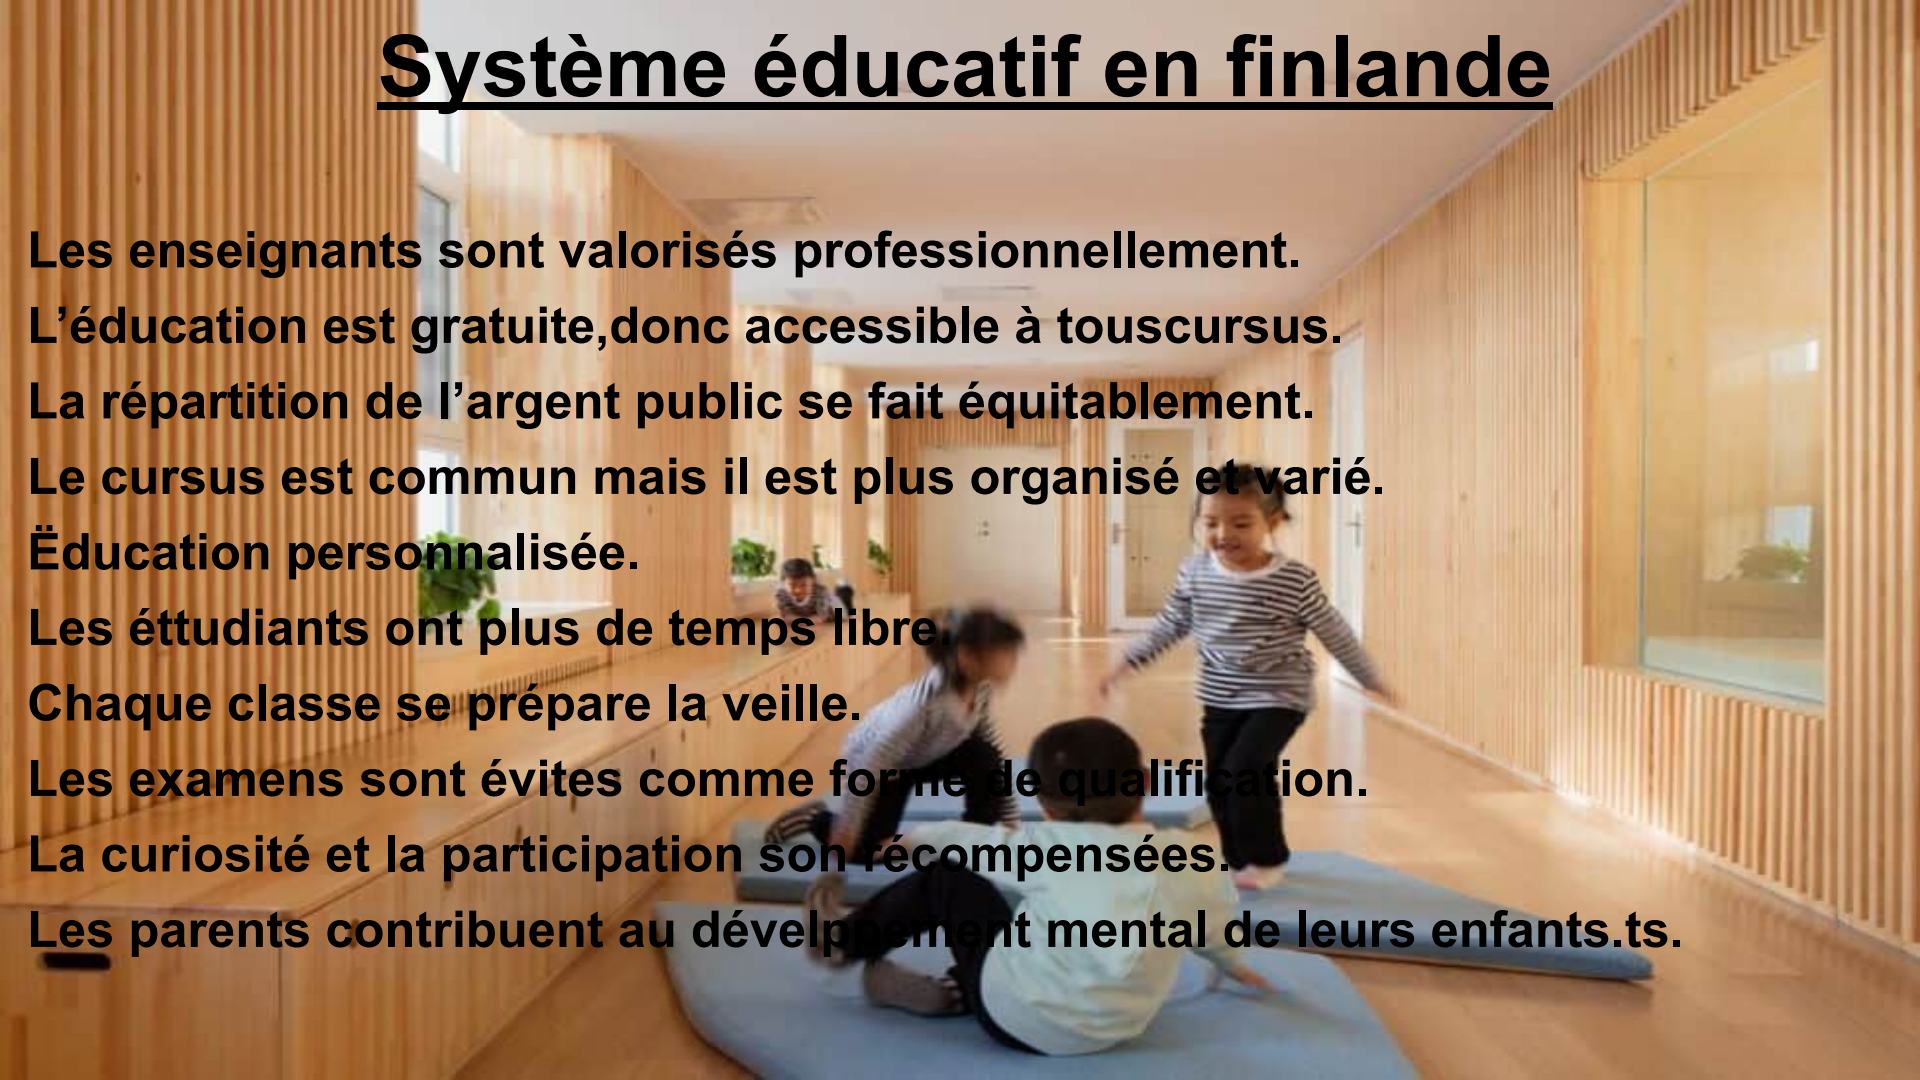 Système éducatif en finlande
Les enseignants sont valorisés professionnellement.
L’éducation est gratuite,donc accessible à touscursus.
La répartition de l’argent public se fait équitablement.
Le cursus est commun mais il est plus organisé et varié.
Ëducation personnalisée.
Les éttudiants ont plus de temps libre.
Chaque classe se prépare la veille.
Les examens sont évites comme forme de qualification.
La curiosité et la participation son récompensées.
Les parents contribuent au dévelppement mental de leurs enfants.ts.